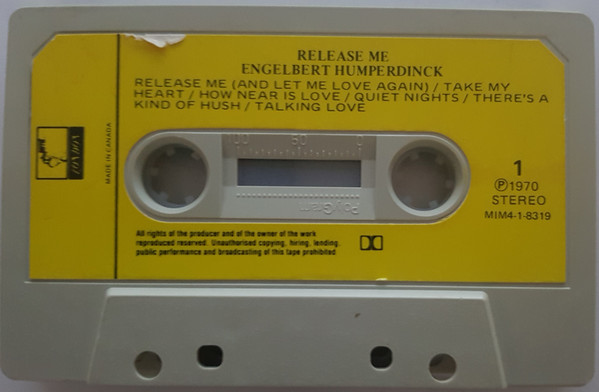 RELEASE ME
ENGELBERT HUMPERDINCK
RELEASE ME (AND LET ME LOVE AGAIN) / TAKE MY
HEART / HOW NEAR IS LOVE / QUIET NIGHTS / THERE'S A
KIND OF HUSH / TALKING LOVE
LONDON
MADE IN CANADA
100 50 0
PolyGram
1
Ⓟ1970
STEREO
MIM4-1-8319
All rights of the producer and of the owner of the work
reproduced reserved. Unauthorised copying, hiring, lending,
public performance and broadcasting of this tape prohibited